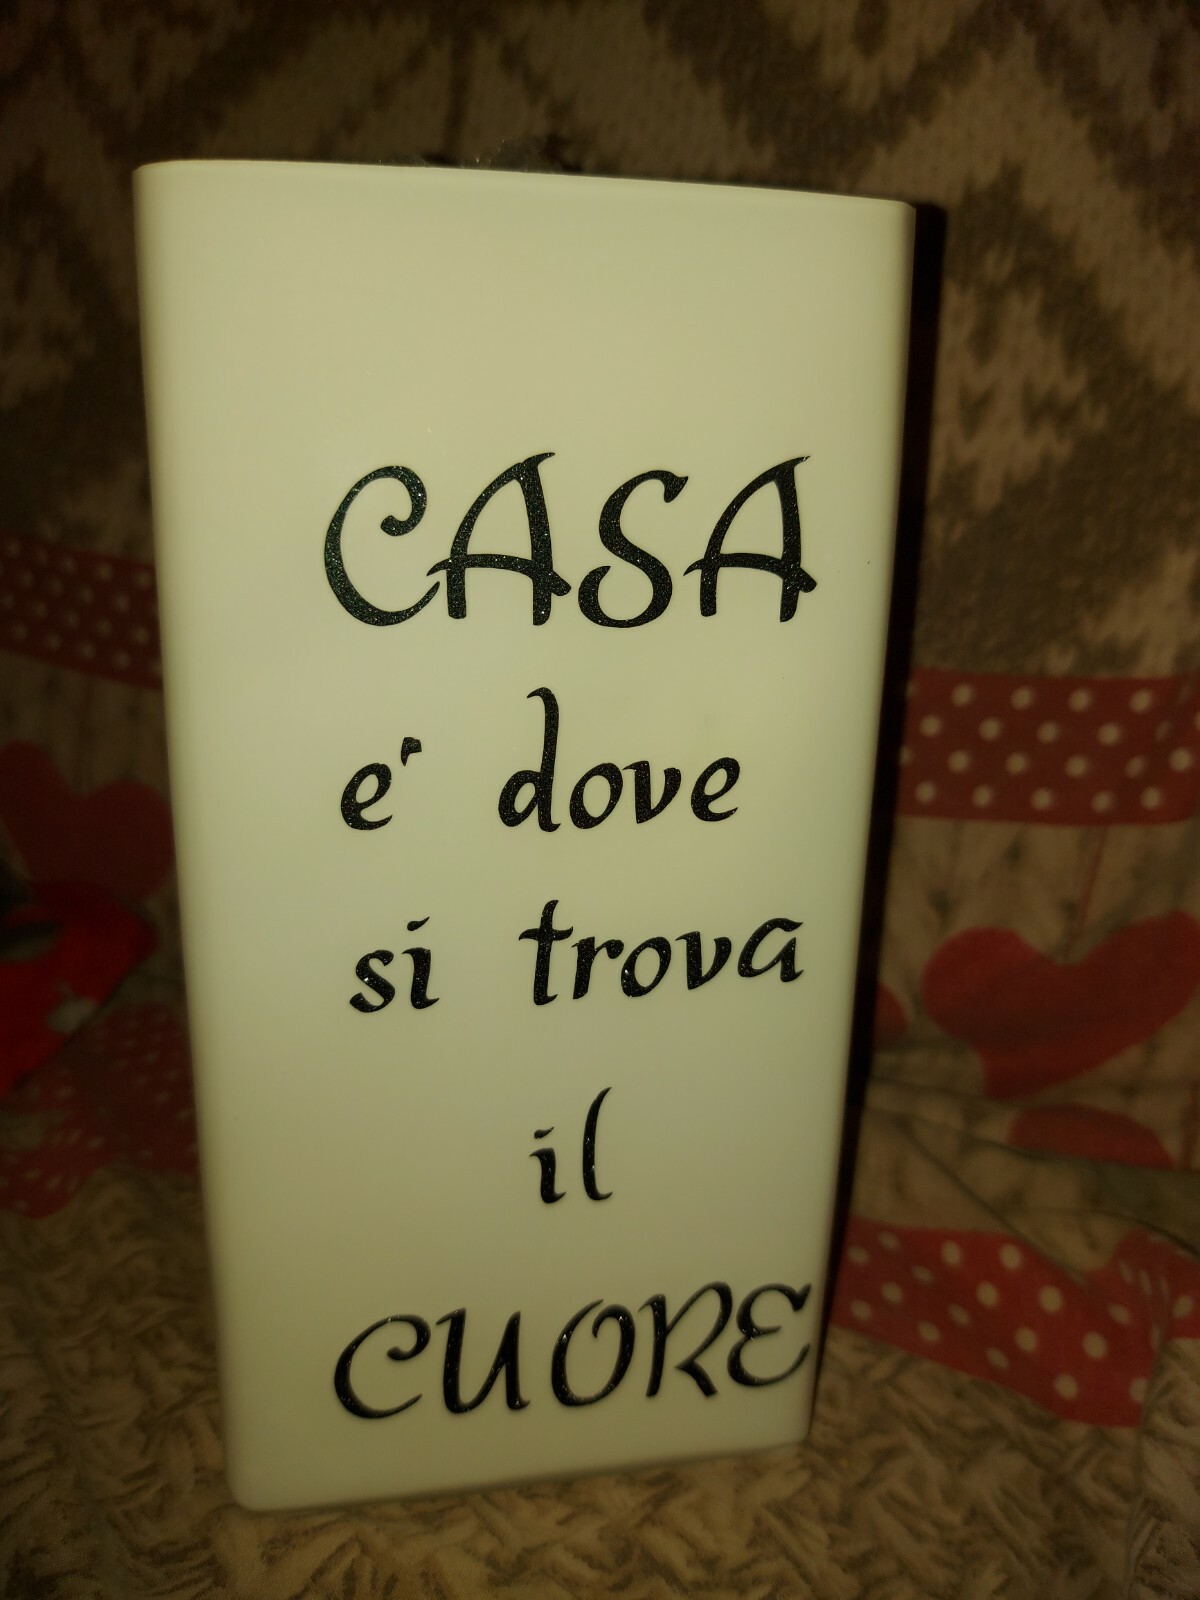 CASA
e' dove
si trova
il
CUORE